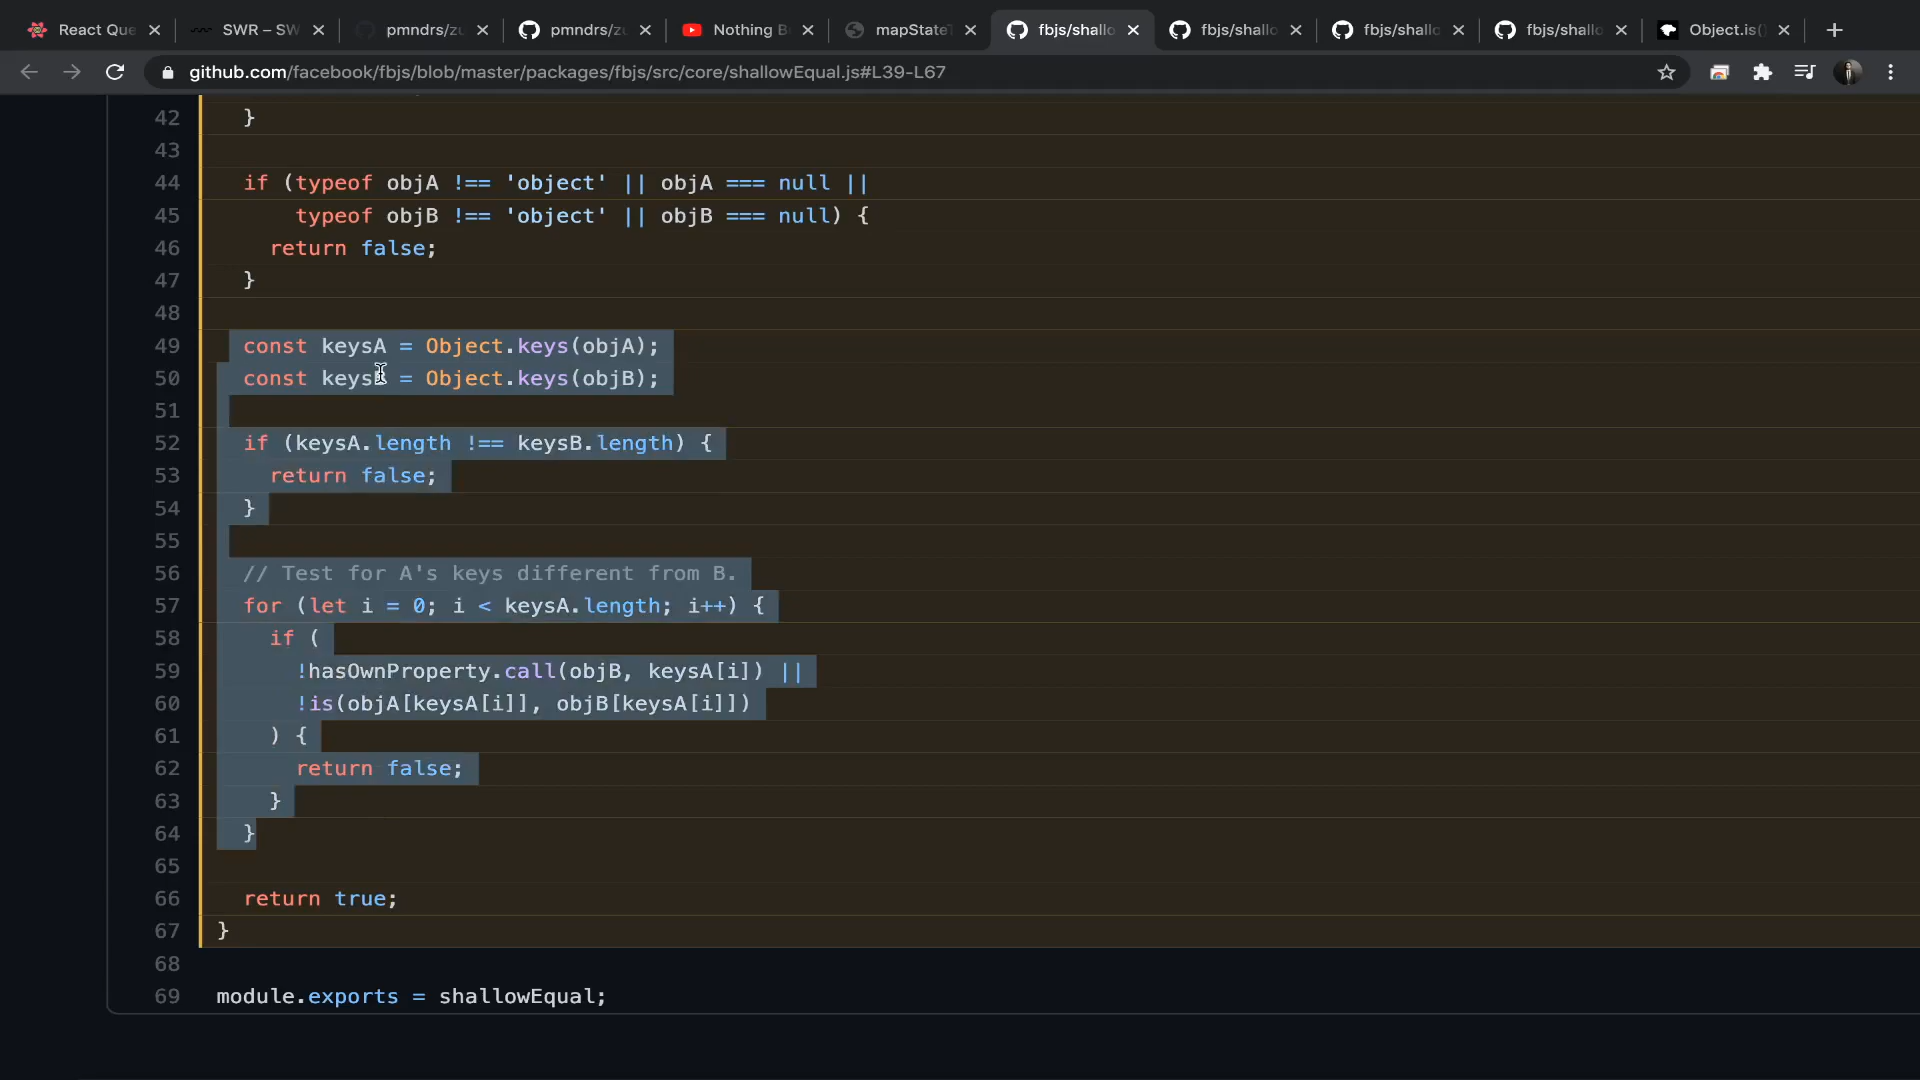 React Que
SWR – SW
pmndrs/zu
pmndrs/zu
Nothing B
mapStateT
fbjs/shallo
fbjs/shallo
fbjs/shallo
fbjs/shallo
Object.is()
github.com/facebook/fbjs/blob/master/packages/fbjs/src/core/shallowEqual.js#L39-L67
42 }
43
44 if (typeof objA !== 'object' || objA === null ||
45 typeof objB !== 'object' || objB === null) {
46 return false;
47 }
48
49 const keysA = Object.keys(objA);
50 const keysB = Object.keys(objB);
51
52 if (keysA.length !== keysB.length) {
53 return false;
54 }
55
56 // Test for A's keys different from B.
57 for (let i = 0; i < keysA.length; i++) {
58 if (
59 !hasOwnProperty.call(objB, keysA[i]) ||
60 !is(objA[keysA[i]], objB[keysA[i]])
61 ) {
62 return false;
63 }
64 }
65
66 return true;
67 }
68
69 module.exports = shallowEqual;